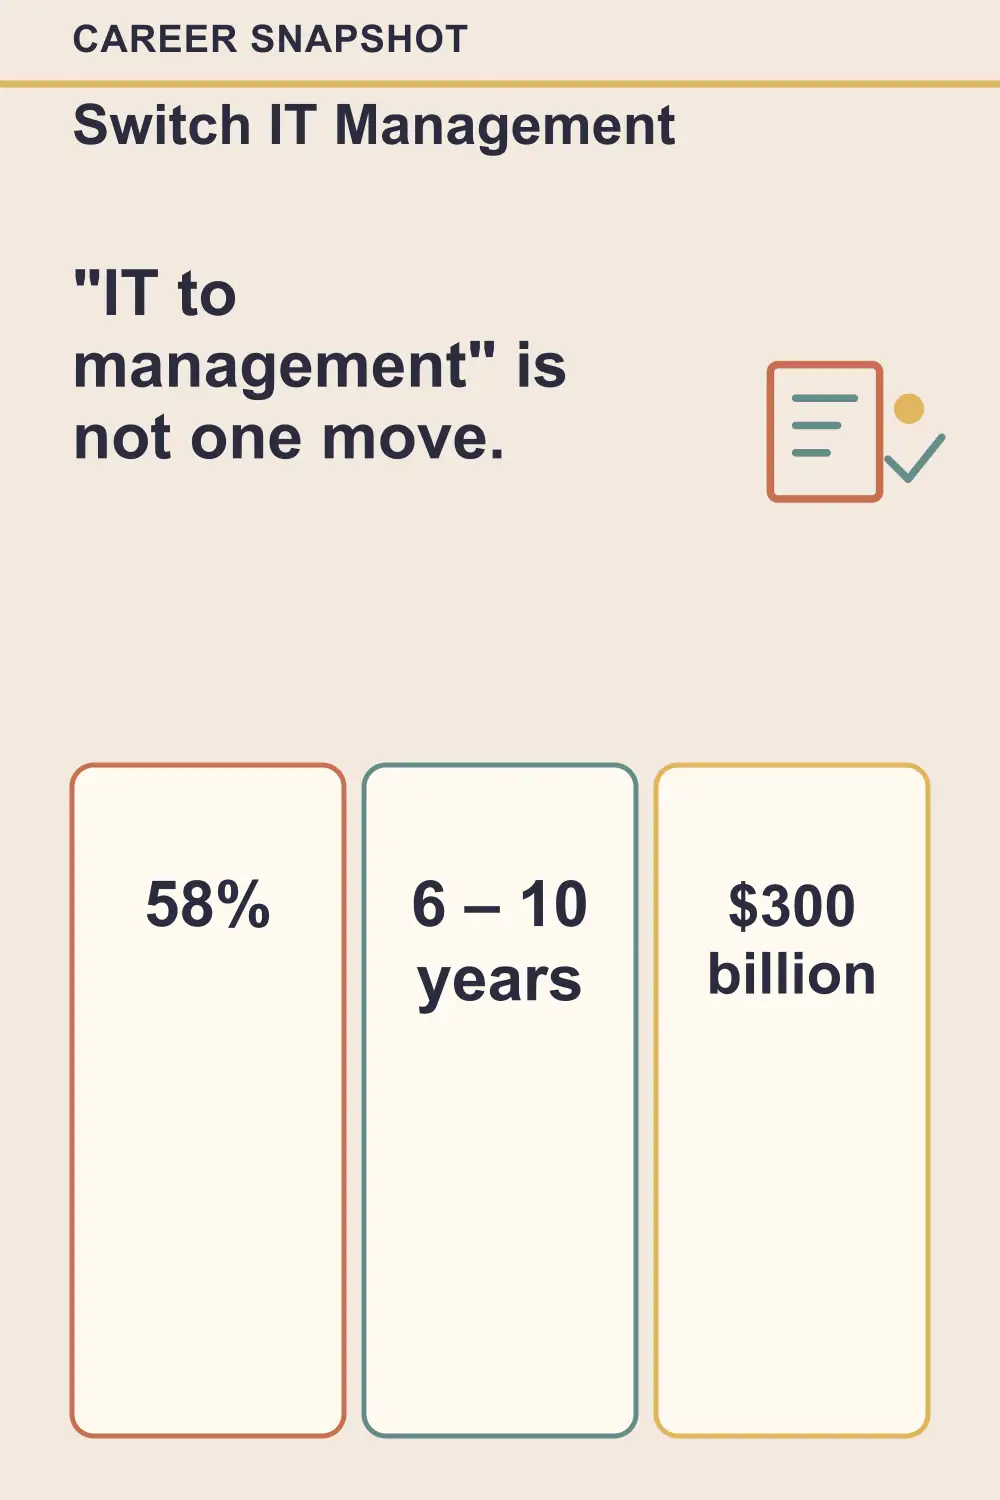 CAREER SNAPSHOT
Switch IT Management
"IT to
management" is
not one move.
58%
6 – 10
years
$300
billion